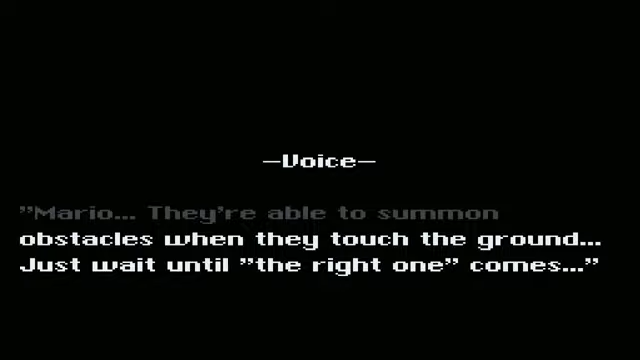 —Voice—
"Mario... They're able to summon
obstacles when they touch the ground...
Just wait until "the right one" comes..."